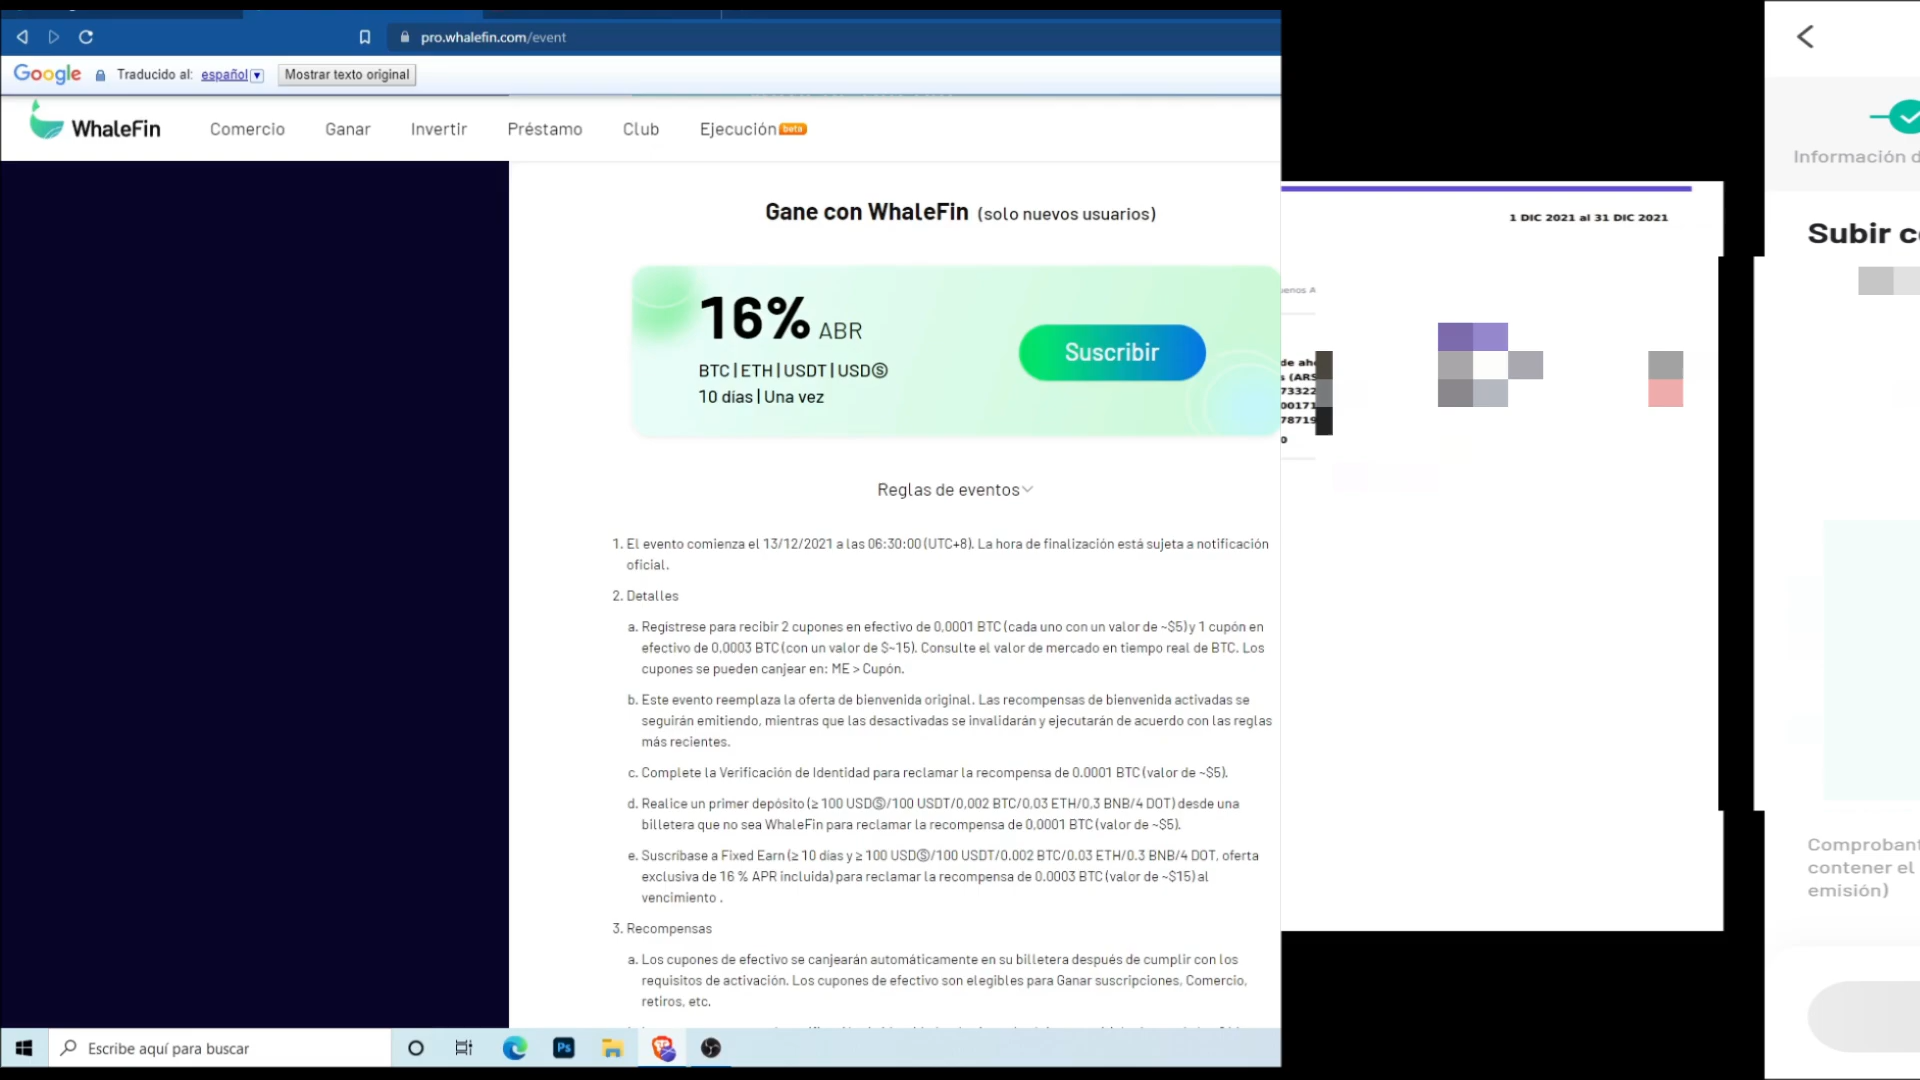 pro.whalefin.com/event
Google Traducido al: español Mostrar texto original
WhaleFin Comercio Ganar Invertir Préstamo Club Ejecución beta
Gane con WhaleFin (solo nuevos usuarios)
16% ABR
BTC | ETH | USDT | USDⓈ
10 días | Una vez
Suscribir
Reglas de eventos
1. El evento comienza el 13/12/2021 a las 06:30:00 (UTC+8). La hora de finalización está sujeta a notificación
oficial.
2. Detalles
a. Regístrese para recibir 2 cupones en efectivo de 0,0001 BTC (cada uno con un valor de ~$5) y 1 cupón en
efectivo de 0,0003 BTC (con un valor de $~15). Consulte el valor de mercado en tiempo real de BTC. Los
cupones se pueden canjear en: ME > Cupón.
b. Este evento reemplaza la oferta de bienvenida original. Las recompensas de bienvenida activadas se
seguirán emitiendo, mientras que las desactivadas se invalidarán y ejecutarán de acuerdo con las reglas
más recientes.
c. Complete la Verificación de Identidad para reclamar la recompensa de 0.0001 BTC (valor de ~$5).
d. Realice un primer depósito (≥ 100 USDⓈ/100 USDT/0,002 BTC/0,03 ETH/0,3 BNB/4 DOT) desde una
billetera que no sea WhaleFin para reclamar la recompensa de 0,0001 BTC (valor de ~$5).
e. Suscríbase a Fixed Earn (≥ 10 días y ≥ 100 USDⓈ/100 USDT/0.002 BTC/0.03 ETH/0.3 BNB/4 DOT, oferta
exclusiva de 16 % APR incluida) para reclamar la recompensa de 0.0003 BTC (valor de ~$15) al
vencimiento .
3. Recompensas
a. Los cupones de efectivo se canjearán automáticamente en su billetera después de cumplir con los
requisitos de activación. Los cupones de efectivo son elegibles para Ganar suscripciones, Comercio,
retiros, etc.
Escribe aquí para buscar
Ps
1 DIC 2021 al 31 DIC 2021
enos A
de aho
(ARS
73322
00171
78719
0
Información d
Subir c
Comprobant
contener el
emisión)